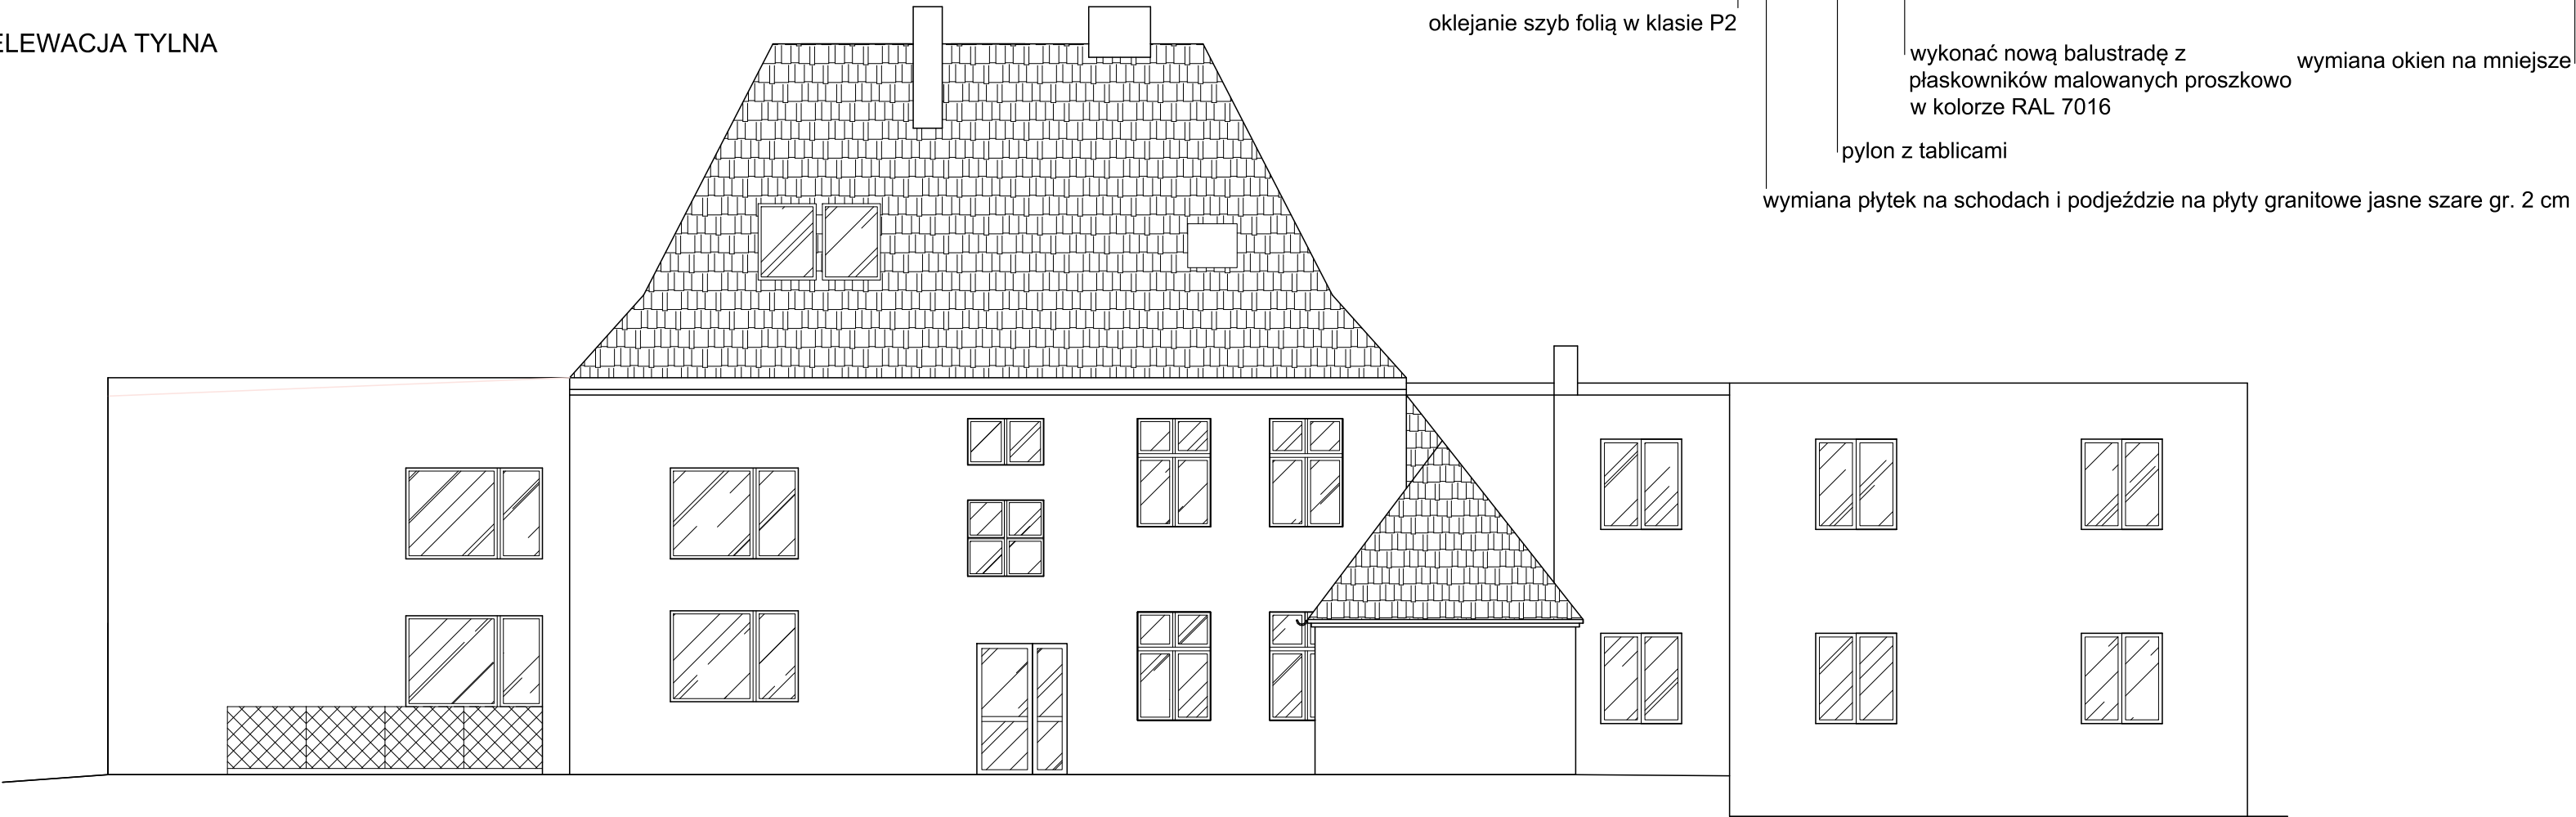 ELEWACJA TYLNA
oklejanie szyb folią w klasie P2
wykonać nową balustradę z
płaskowników malowanych proszkowo
w kolorze RAL 7016
wymiana okien na mniejsze
pylon z tablicami
wymiana płytek na schodach i podjeździe na płyty granitowe jasne szare gr. 2 cm